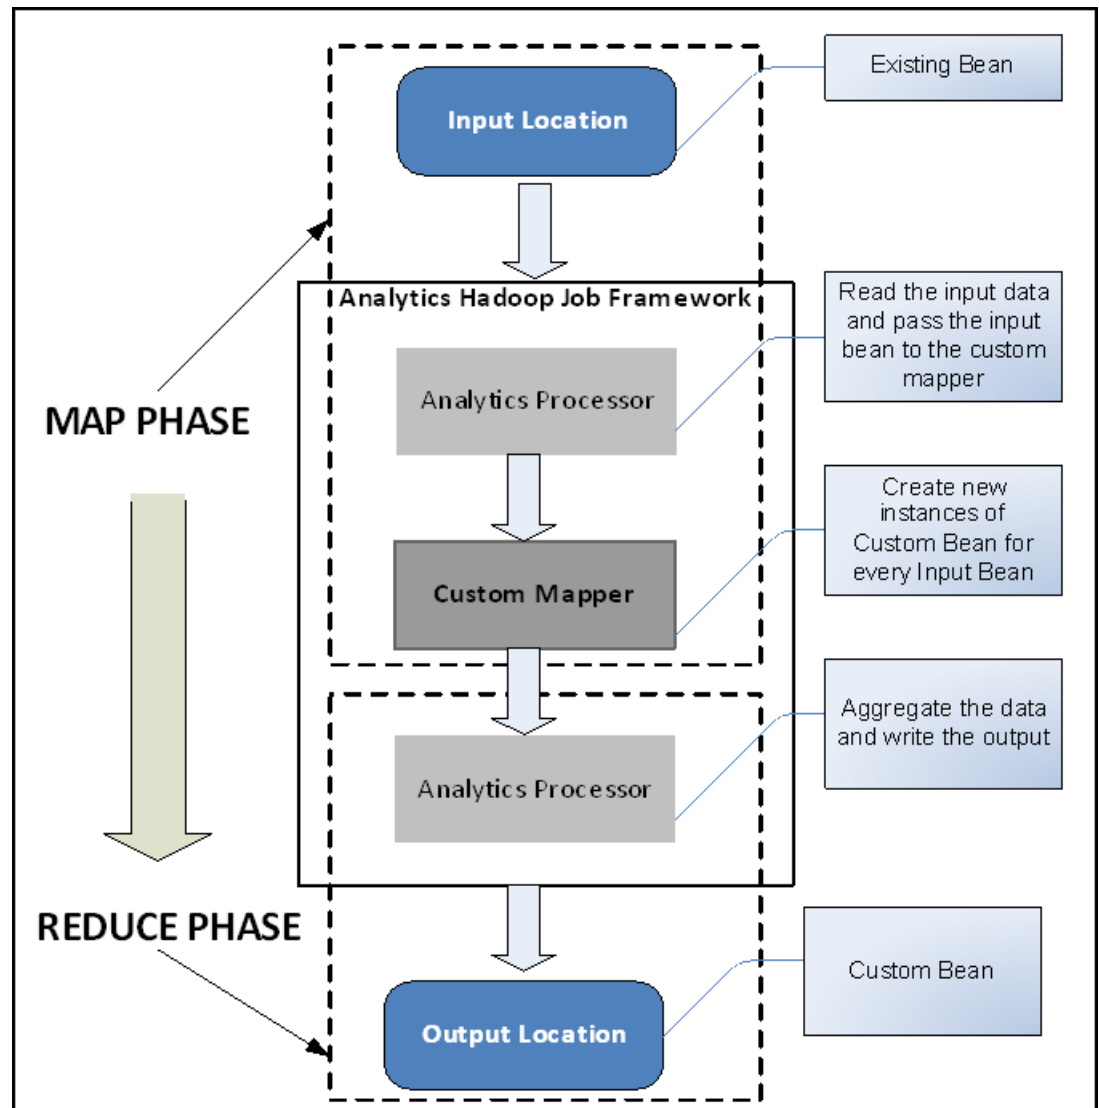 Existing Bean
Input Location
Analytics Hadoop Job Framework
Read the input data
and pass the input
bean to the custom
mapper
Analytics Processor
MAP PHASE
Create new
instances of
Custom Bean for
every Input Bean
Custom Mapper
Aggregate the data
and write the output
Analytics Processor
REDUCE PHASE
Custom Bean
Output Location